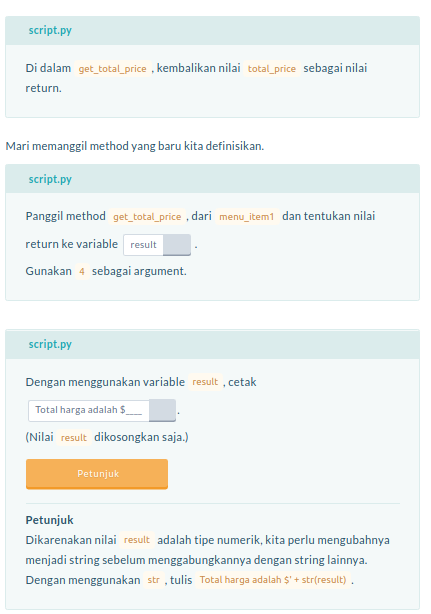 script.py
Di dalam get_total_price , kembalikan nilai total_price sebagai nilai
return.
Mari memanggil method yang baru kita definisikan.
script.py
Panggil method get_total_price , dari menu_item1 dan tentukan nilai
return ke variable result .
Gunakan 4 sebagai argument.
script.py
Dengan menggunakan variable result , cetak
Total harga adalah $___ .
(Nilai result dikosongkan saja.)
Petunjuk
Petunjuk
Dikarenakan nilai result adalah tipe numerik, kita perlu mengubahnya
menjadi string sebelum menggabungkannya dengan string lainnya.
Dengan menggunakan str , tulis Total harga adalah $' + str(result) .